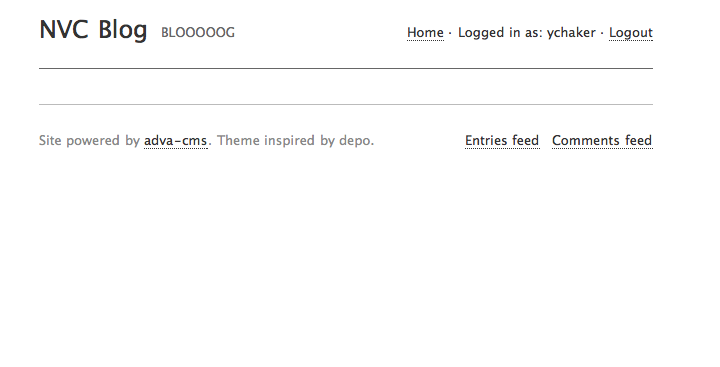 NVC Blog BLOOOOOG Home · Logged in as: ychaker · Logout
Site powered by adva-cms. Theme inspired by depo. Entries feed Comments feed